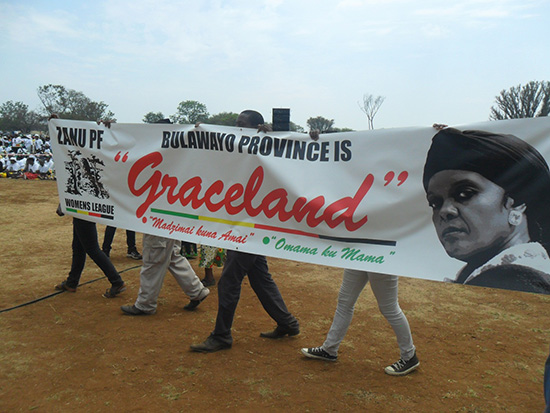 ZANU PF
WOMENS LEAGUE
BULAWAYO PROVINCE IS
"Graceland"
"Madzimai kuna Amai" "Omama ku Mama"